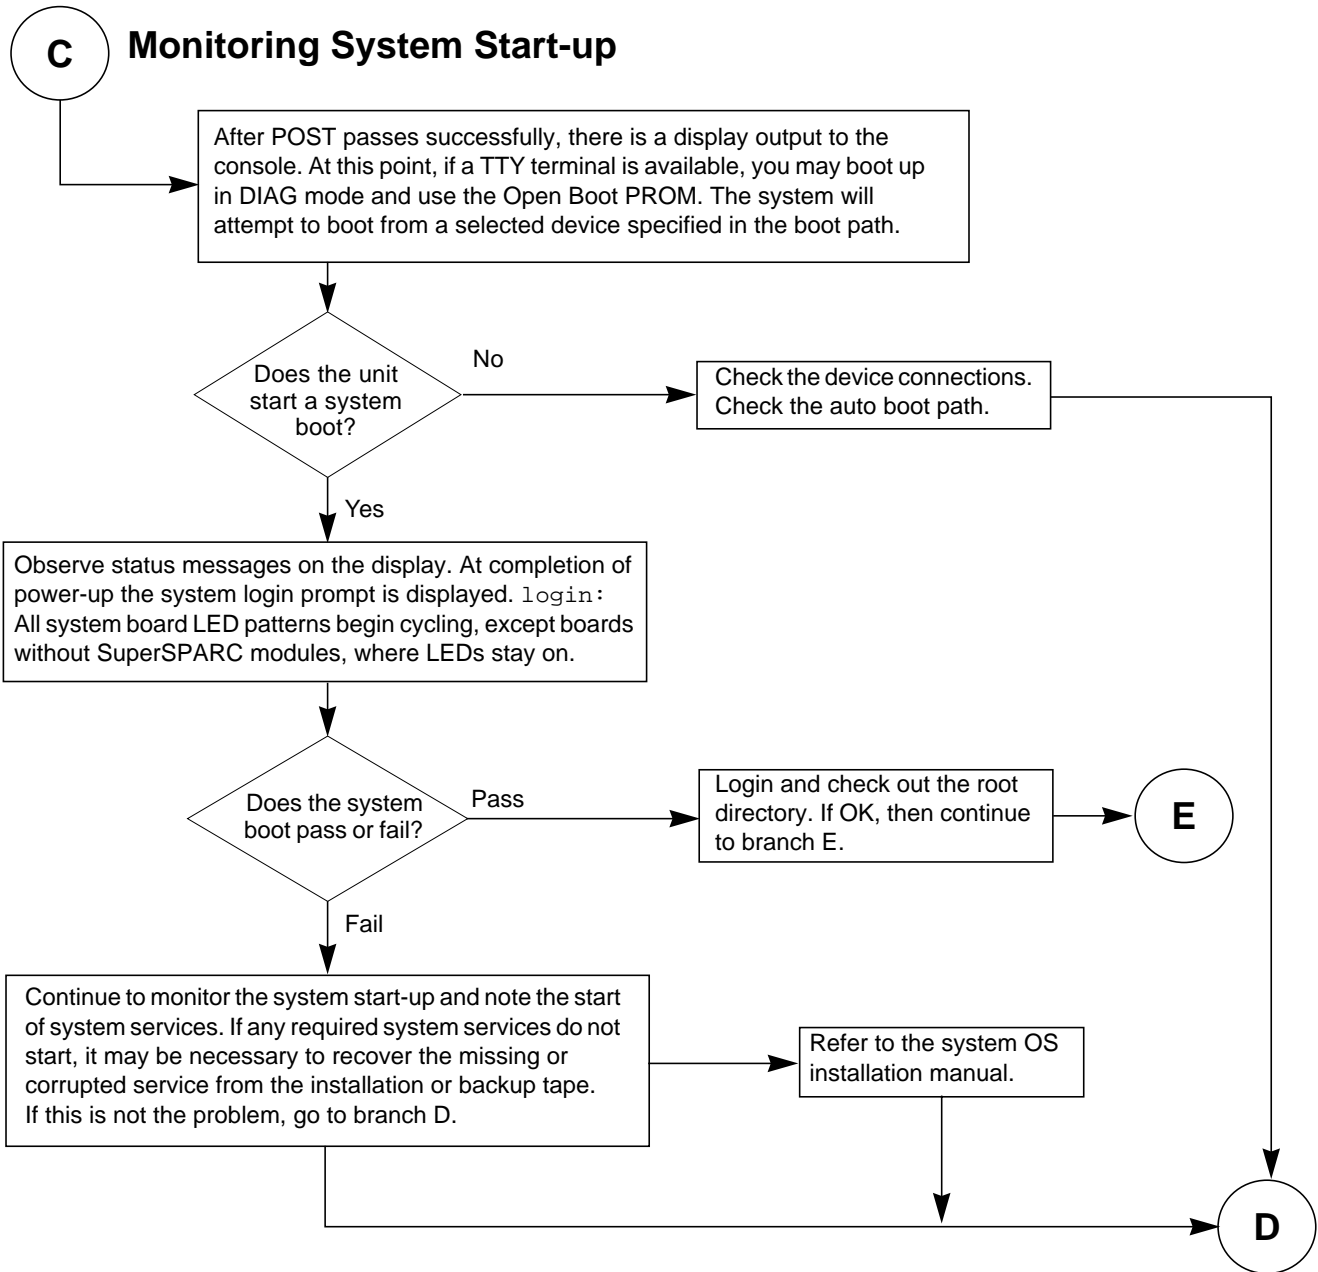 C
Monitoring System Start-up
After POST passes successfully, there is a display output to the
console. At this point, if a TTY terminal is available, you may boot up
in DIAG mode and use the Open Boot PROM. The system will
attempt to boot from a selected device specified in the boot path.
Does the unit
start a system
boot?
No
Check the device connections.
Check the auto boot path.
Yes
Observe status messages on the display. At completion of
power-up the system login prompt is displayed. login:
All system board LED patterns begin cycling, except boards
without SuperSPARC modules, where LEDs stay on.
Does the system
boot pass or fail?
Pass
Login and check out the root
directory. If OK, then continue
to branch E.
E
Fail
Continue to monitor the system start-up and note the start
of system services. If any required system services do not
start, it may be necessary to recover the missing or
corrupted service from the installation or backup tape.
If this is not the problem, go to branch D.
Refer to the system OS
installation manual.
D